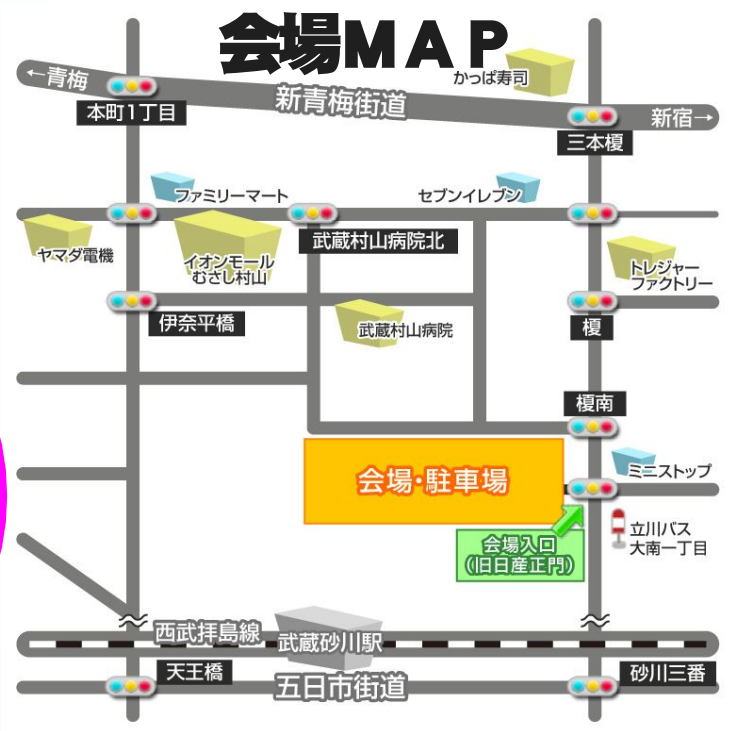 会場MAP
かっぱ寿司
←青梅
新青梅街道
新宿→
本町1丁目
三本榎
ファミリーマート
セブンイレブン
武蔵村山病院北
ヤマダ電機
イオンモール
むさし村山
トレジャー
ファクトリー
伊奈平橋
武蔵村山病院
榎
榎南
会場・駐車場
ミニストップ
会場入口
(旧日産正門)
立川バス
大南一丁目
西武拝島線
武蔵砂川駅
天王橋
五日市街道
砂川三番